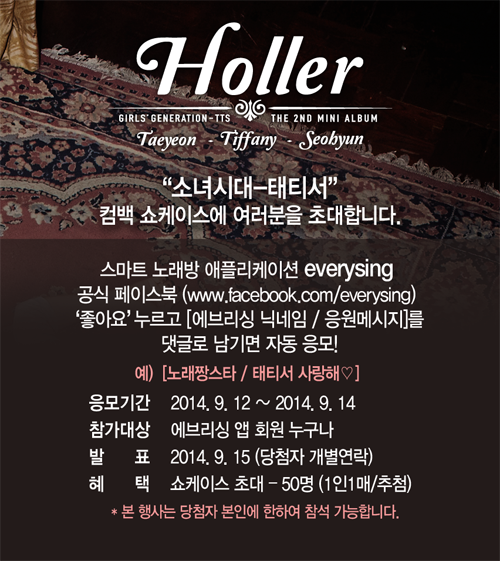 Holler
GIRLS' GENERATION-TTS THE 2ND MINI ALBUM
Taeyeon - Tiffany - Seohyun
“소녀시대-태티서”
컴백 쇼케이스에 여러분을 초대합니다.
스마트 노래방 애플리케이션 everysing
공식 페이스북 (www.facebook.com/everysing)
‘좋아요’ 누르고 [에브리싱 닉네임 / 응원메시지]를
댓글로 남기면 자동 응모!
예) [노래짱스타 / 태티서 사랑해♡]
응모기간 2014. 9. 12 ~ 2014. 9. 14
참가대상 에브리싱 앱 회원 누구나
발 표 2014. 9. 15 (당첨자 개별연락)
혜 택 쇼케이스 초대 - 50명 (1인1매/추첨)
* 본 행사는 당첨자 본인에 한하여 참석 가능합니다.